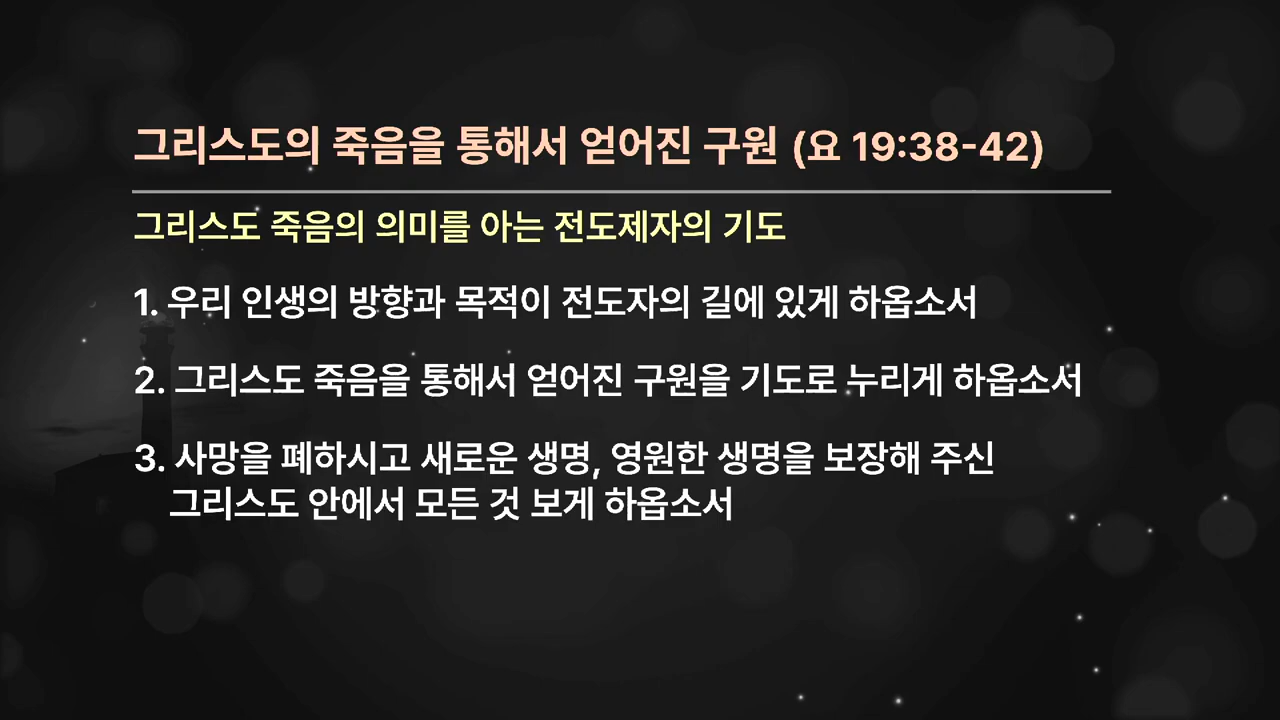 그리스도의 죽음을 통해서 얻어진 구원 (요 19:38-42)
그리스도 죽음의 의미를 아는 전도제자의 기도
1. 우리 인생의 방향과 목적이 전도자의 길에 있게 하옵소서
2. 그리스도 죽음을 통해서 얻어진 구원을 기도로 누리게 하옵소서
3. 사망을 폐하시고 새로운 생명, 영원한 생명을 보장해 주신
그리스도 안에서 모든 것 보게 하옵소서